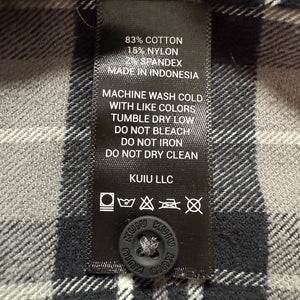 83% COTTON
15% NYLON
2% SPANDEX
MADE IN INDONESIA
MACHINE WASH COLD
WITH LIKE COLORS
TUMBLE DRY LOW
DO NOT BLEACH
DO NOT IRON
DO NOT DRY CLEAN
KUIU LLC